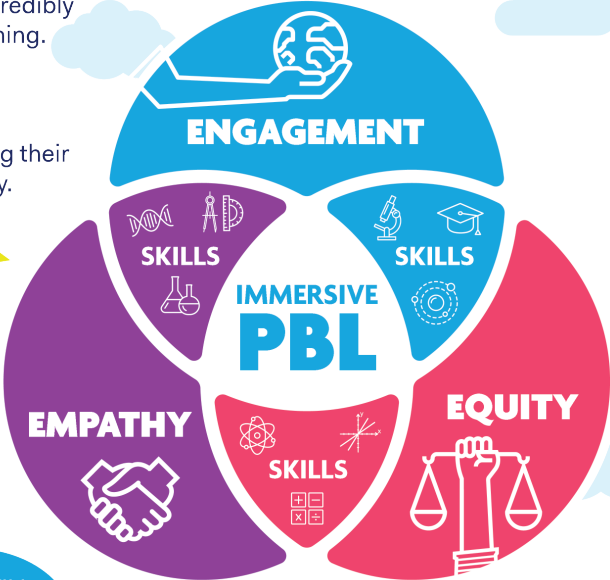 redibly
ning.
g their
y.
ENGAGEMENT
SKILLS
SKILLS
IMMERSIVE
PBL
EMPATHY
EQUITY
y
x
SKILLS
+ −
x ÷